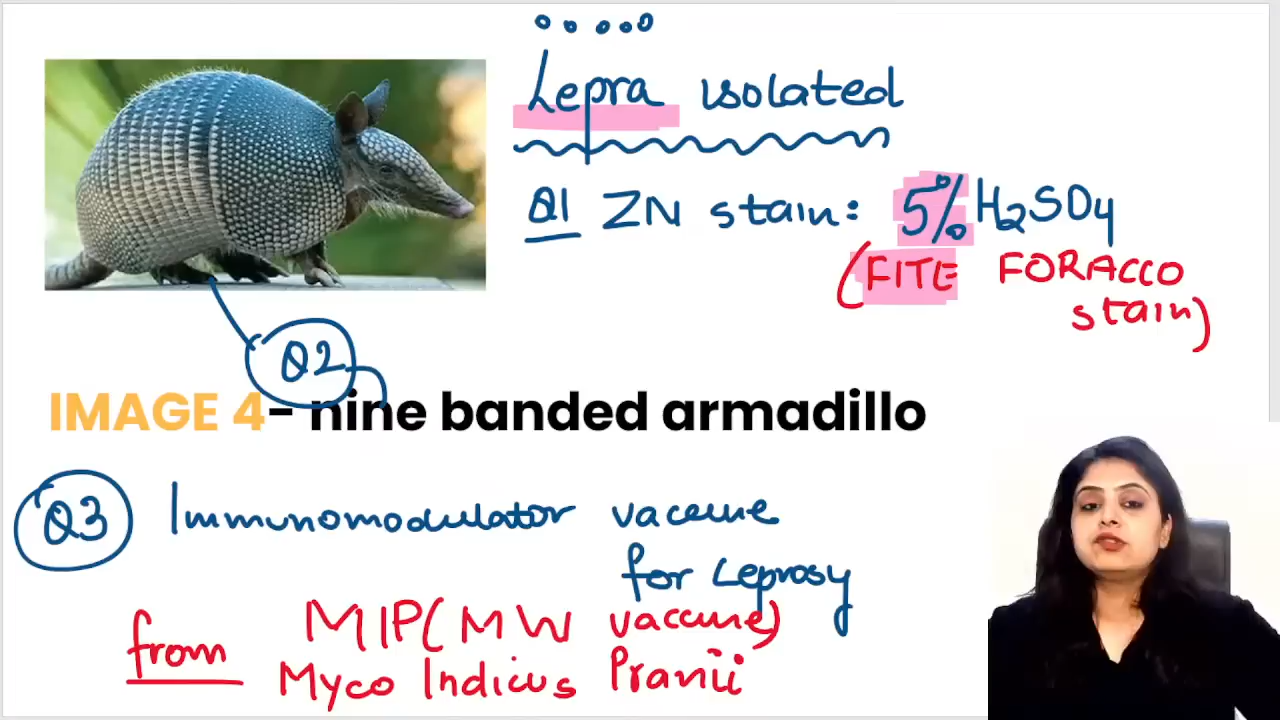 Lepra isolated
Q1 ZN stain: 5% H2SO4
(FITE FORACCO
stain)
Q2
IMAGE 4- nine banded armadillo
Q3 Immunomodulator vaccine
for Leprosy
MIP(MW vaccine)
from Myco Indicus Pranii